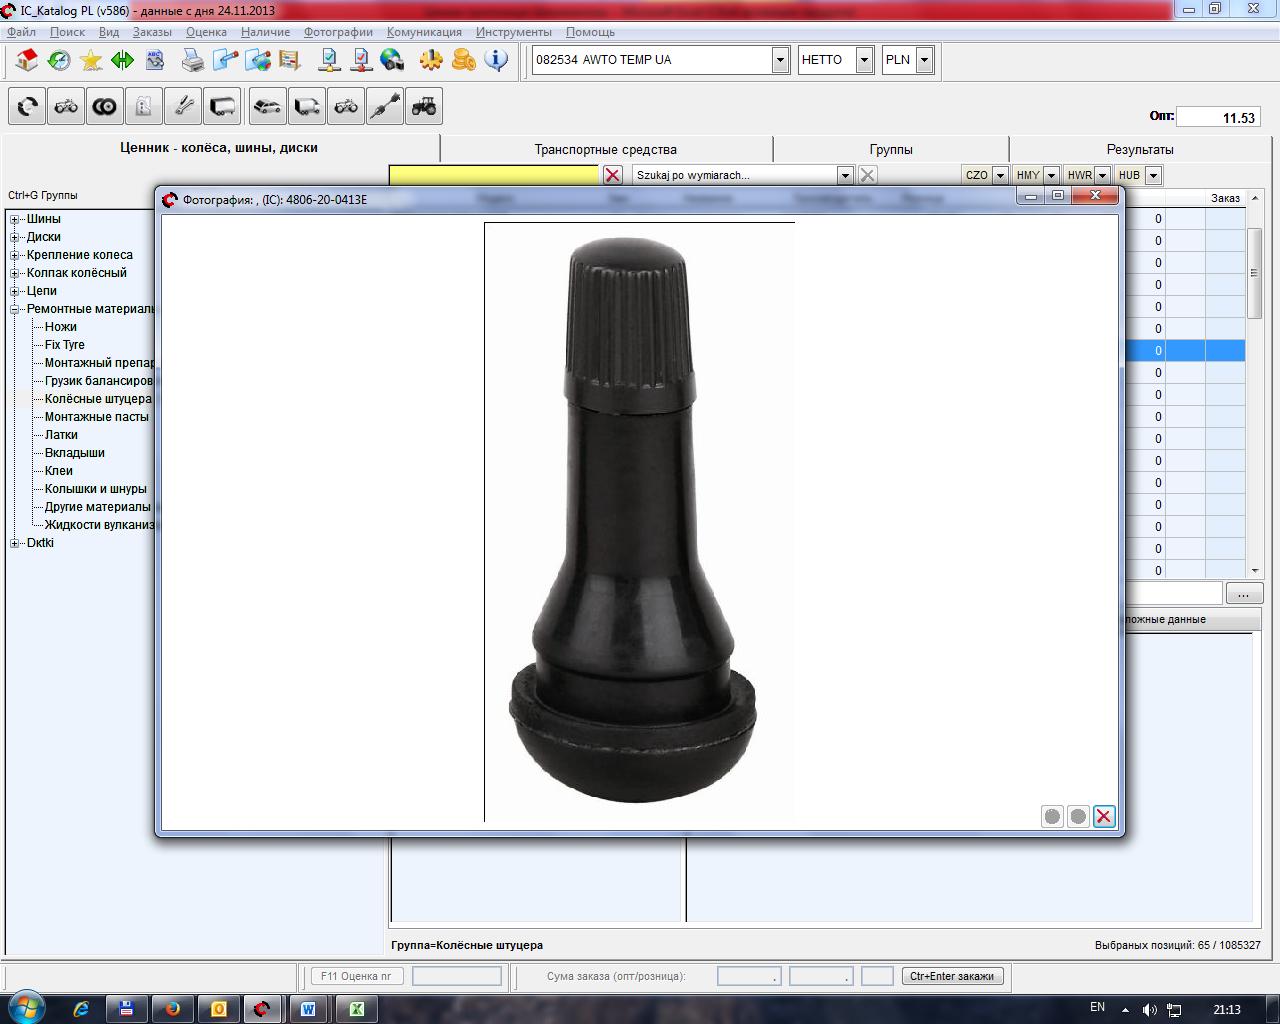 IC_Katalog PL (v586) - данные с дня 24.11.2013
Файл Поиск Вид Заказы Оценка Наличие Фотографии Комуникация Инструменты Помощь
082534 AWTO TEMP UA НЕТТО PLN
Опт: 11.53
Ценник - колёса, шины, диски Транспортные средства Группы Результаты
Szukaj po wymiarach... CZO HMY HWR HUB
Ctrl+G Группы
Фотография: , (IC): 4806-20-0413E
Заказ
Шины
0
Диски
0
Крепление колеса
0
Колпак колёсный
0
Цепи
0
Ремонтные материаль
0
Ножи
0
Fix Tyre
0
Монтажный препар
0
Грузик балансиров
0
Колёсные штуцера
0
Монтажные пасты
0
Латки
0
Вкладыши
0
Клеи
0
Колышки и шнуры
0
Другие материалы
0
Жидкости вулканиз
Dκtki
...
ложные данные
Группа=Колёсные штуцера
Выбраных позиций: 65 / 1085327
F11 Оценка nr Сума заказа (опт/розница): . . Ctr+Enter закажи
EN 21:13